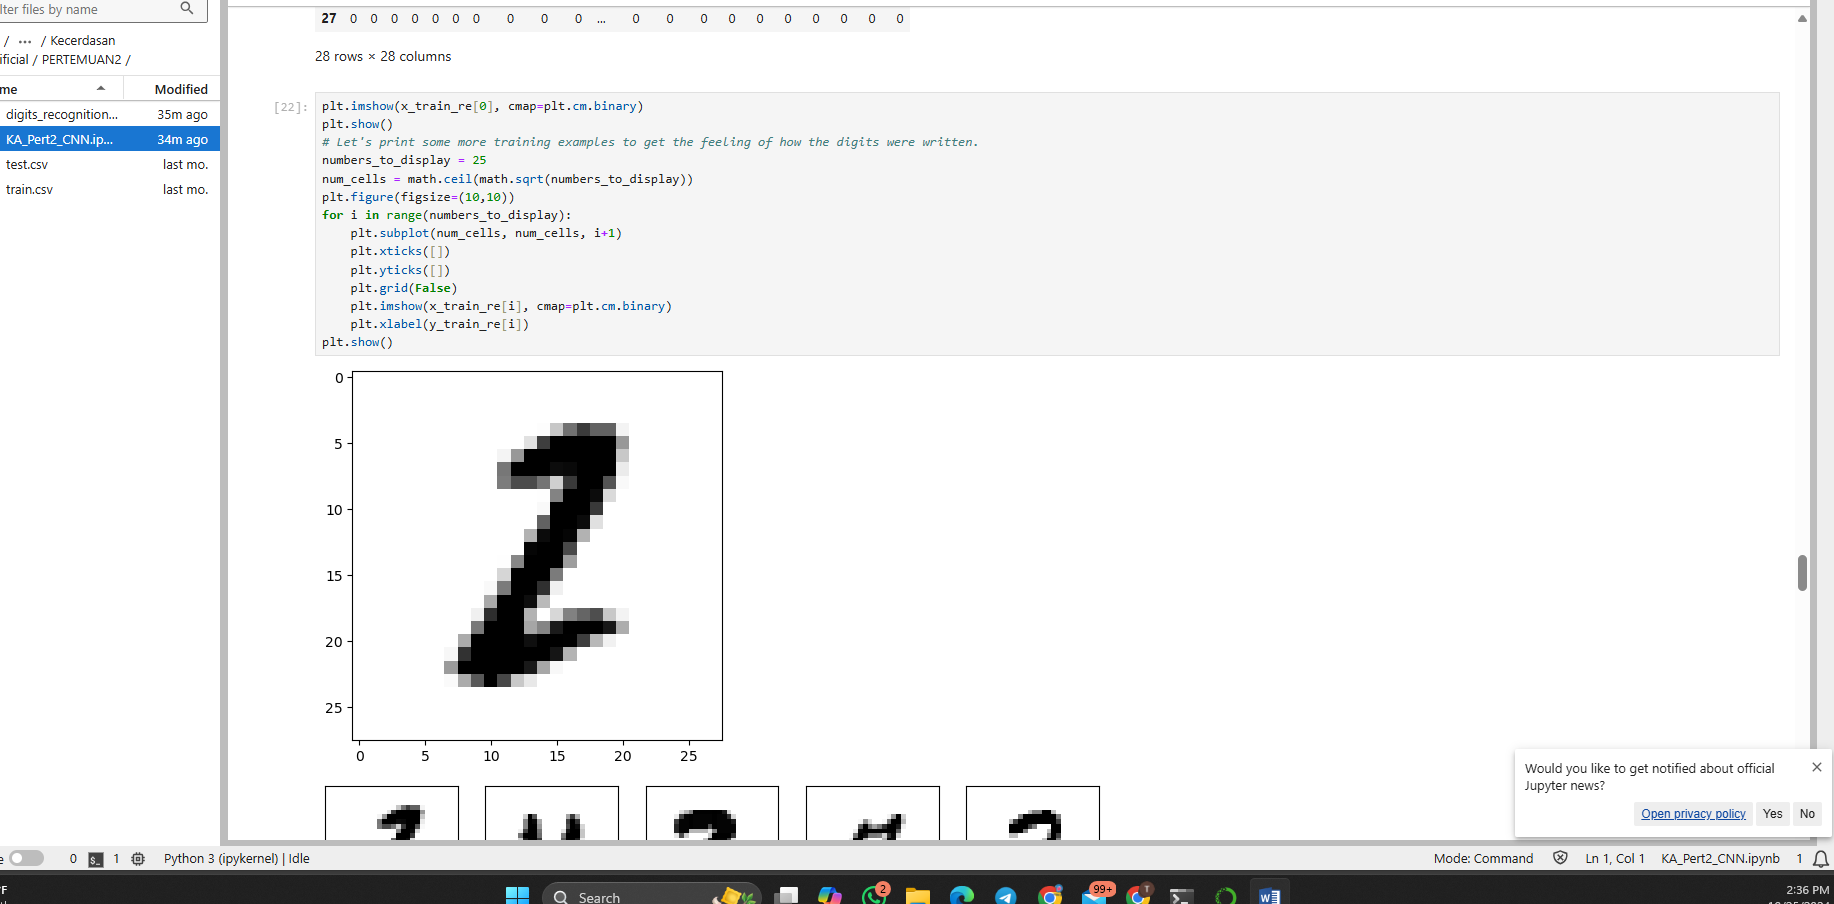 lter files by name
/ ··· / Kecerdasan
ificial / PERTEMUAN2 /
me Modified
digits_recognition... 35m ago
KA_Pert2_CNN.ip... 34m ago
test.csv last mo.
train.csv last mo.
27 0 0 0 0 0 0 0 0 0 0 ... 0 0 0 0 0 0 0 0 0
28 rows × 28 columns
[22]:
plt.imshow(x_train_re[0], cmap=plt.cm.binary)
plt.show()
# Let's print some more training examples to get the feeling of how the digits were written.
numbers_to_display = 25
num_cells = math.ceil(math.sqrt(numbers_to_display))
plt.figure(figsize=(10,10))
for i in range(numbers_to_display):
    plt.subplot(num_cells, num_cells, i+1)
    plt.xticks([])
    plt.yticks([])
    plt.grid(False)
    plt.imshow(x_train_re[i], cmap=plt.cm.binary)
    plt.xlabel(y_train_re[i])
plt.show()
0
5
10
15
20
25
0 5 10 15 20 25
2
Would you like to get notified about official
Jupyter news?
Open privacy policy Yes No
e 0 1 Python 3 (ipykernel) | Idle
Mode: Command Ln 1, Col 1 KA_Pert2_CNN.ipynb 1
°F
Search
2
99+
T
2:36 PM